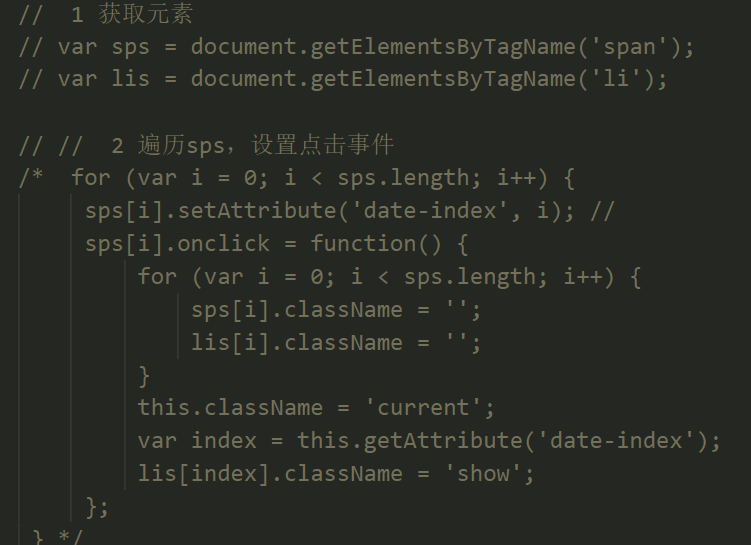 //  1 获取元素
// var sps = document.getElementsByTagName('span');
// var lis = document.getElementsByTagName('li');
// //  2 遍历sps，设置点击事件
/*  for (var i = 0; i < sps.length; i++) {
sps[i].setAttribute('date-index', i); //
sps[i].onclick = function() {
for (var i = 0; i < sps.length; i++) {
sps[i].className = '';
lis[i].className = '';
}
this.className = 'current';
var index = this.getAttribute('date-index');
lis[index].className = 'show';
};
} */